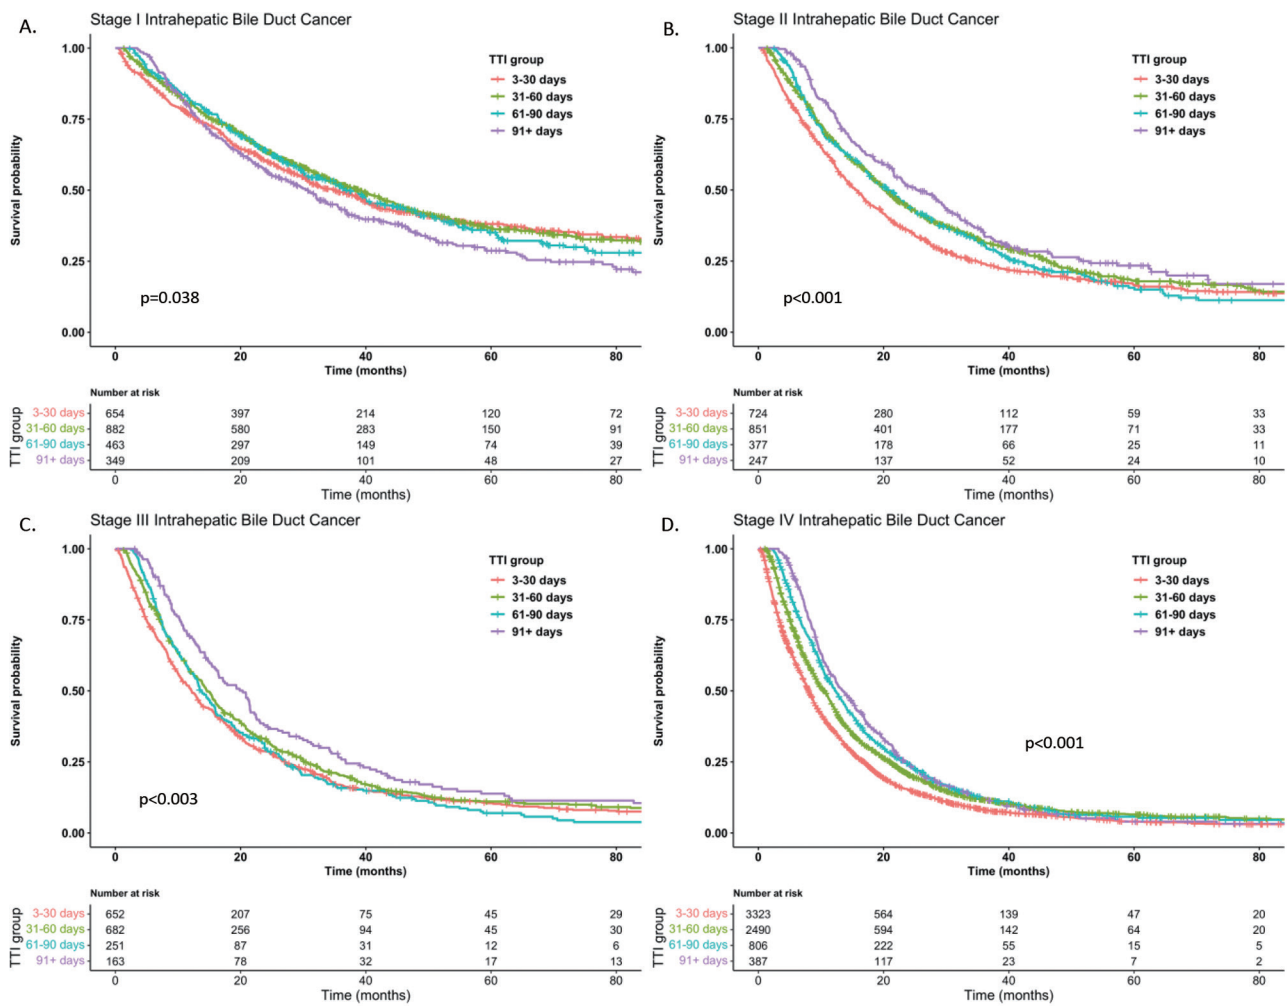 A.
Stage I Intrahepatic Bile Duct Cancer
1.00
0.75
0.50
0.25
0.00
Survival probability
TTI group
3-30 days
31-60 days
61-90 days
91+ days
p=0.038
0 20 40 60 80
Time (months)
Number at risk
TTI group
3-30 days 654 397 214 120 72
31-60 days 882 580 283 150 91
61-90 days 463 297 149 74 39
91+ days 349 209 101 48 27
0 20 40 60 80
Time (months)
B.
Stage II Intrahepatic Bile Duct Cancer
1.00
0.75
0.50
0.25
0.00
Survival probability
TTI group
3-30 days
31-60 days
61-90 days
91+ days
p<0.001
0 20 40 60 80
Time (months)
Number at risk
TTI group
3-30 days 724 280 112 59 33
31-60 days 851 401 177 71 33
61-90 days 377 178 66 25 11
91+ days 247 137 52 24 10
0 20 40 60 80
Time (months)
C.
Stage III Intrahepatic Bile Duct Cancer
1.00
0.75
0.50
0.25
0.00
Survival probability
TTI group
3-30 days
31-60 days
61-90 days
91+ days
p<0.003
0 20 40 60 80
Time (months)
Number at risk
TTI group
3-30 days 652 207 75 45 29
31-60 days 682 256 94 45 30
61-90 days 251 87 31 12 6
91+ days 163 78 32 17 13
0 20 40 60 80
Time (months)
D.
Stage IV Intrahepatic Bile Duct Cancer
1.00
0.75
0.50
0.25
0.00
Survival probability
TTI group
3-30 days
31-60 days
61-90 days
91+ days
p<0.001
0 20 40 60 80
Time (months)
Number at risk
TTI group
3-30 days 3323 564 139 47 20
31-60 days 2490 594 142 64 20
61-90 days 806 222 55 15 5
91+ days 387 117 23 7 2
0 20 40 60 80
Time (months)